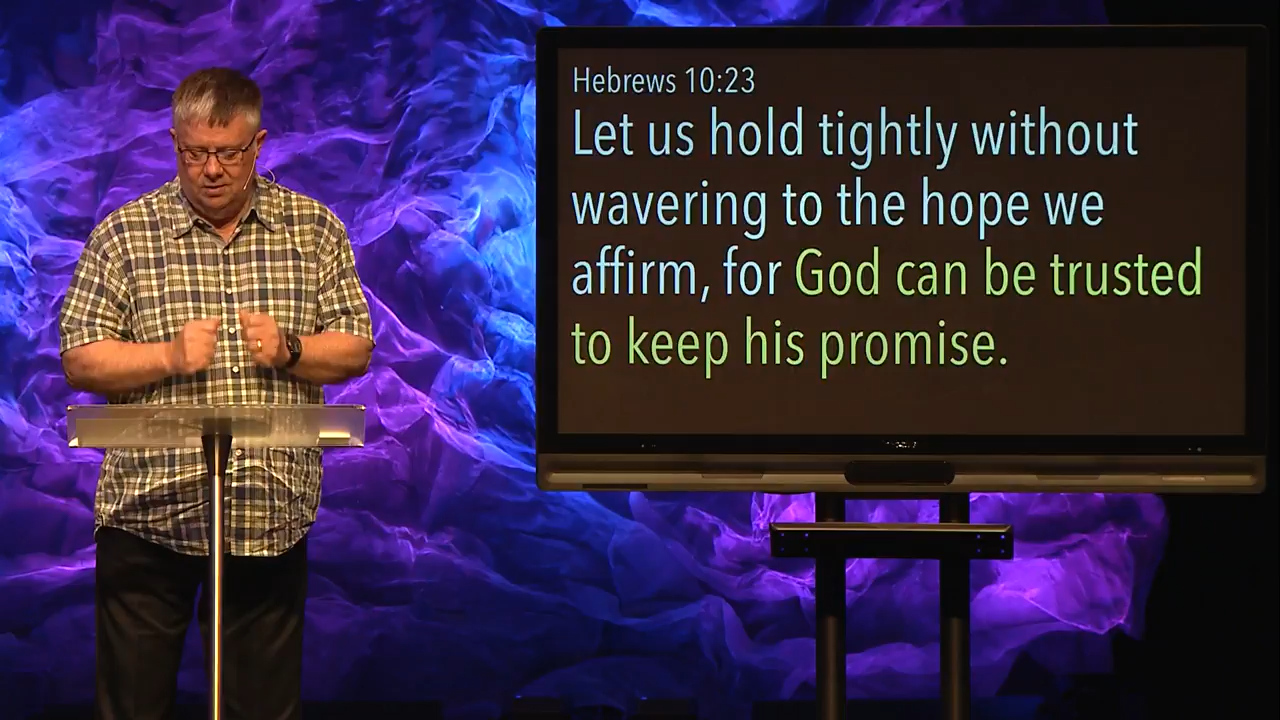 Hebrews 10:23
Let us hold tightly without
wavering to the hope we
affirm, for God can be trusted
to keep his promise.